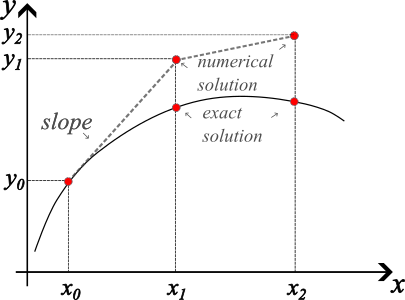 y
y2
y1
numerical
solution
slope
exact
solution
y0
x0 x1 x2 x